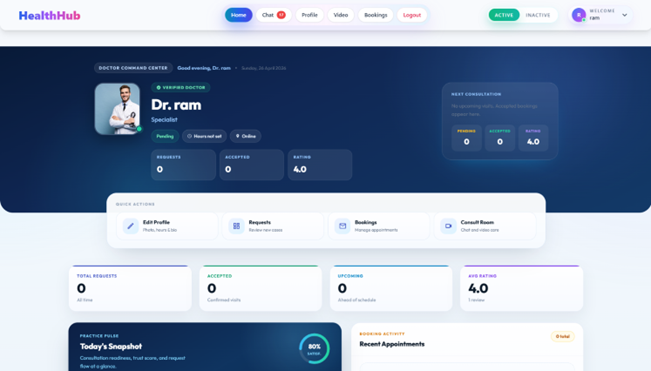 HealthHub
Home
Chat
Profile
Video
Bookings
Logout
ACTIVE
INACTIVE
R
WELCOME
ram
DOCTOR COMMAND CENTER
Good evening, Dr. ram
Sunday, 26 April 2026
VERIFIED DOCTOR
Dr. ram
Specialist
Pending
Hours not set
Online
REQUESTS
0
ACCEPTED
0
RATING
4.0
NEXT CONSULTATION
No upcoming visits. Accepted bookings
appear here.
PENDING
0
ACCEPTED
0
RATING
4.0
QUICK ACTIONS
Edit Profile
Photo, hours & bio
Requests
Review new cases
Bookings
Manage appointments
Consult Room
Chat and video care
TOTAL REQUESTS
0
All time
ACCEPTED
0
Confirmed visits
UPCOMING
0
Ahead of schedule
AVG RATING
4.0
1 review
PRACTICE PULSE
Today's Snapshot
Consultation readiness, trust score, and request
flow at a glance.
80%
BOOKING ACTIVITY
Recent Appointments
0 total